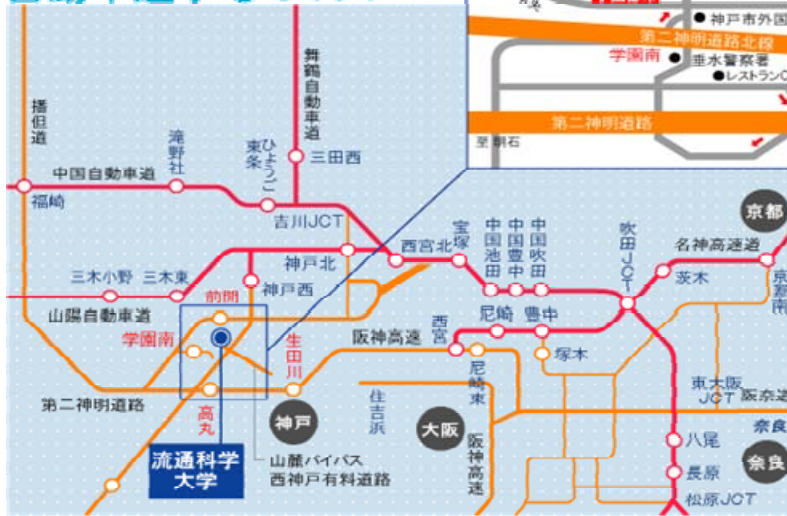 神戸市外国
第二神明道路北線
学園南
垂水警察署
レストランC
第二神明道路
至 明石
舞鶴自動車道
播但道
滝野社
ひょうご東条
三田西
中国自動車道
福崎
吉川JCT
京都
西宮北
宝塚
中国池田
中国豊中
中国吹田
吹田JCT
名神高速道
神戸北
三木小野
三木東
神戸西
茨木
京都南
前開
山陽自動車道
学園南
生田川
阪神高速
西宮
尼崎
豊中
塚本
尼崎東
第二神明道路
高丸
神戸
住吉浜
大阪
阪神高速
東大阪JCT
阪奈道
奈良
八尾
奈良
流通科学
大学
山麓バイパス
西神戸有料道路
長原
松原JCT